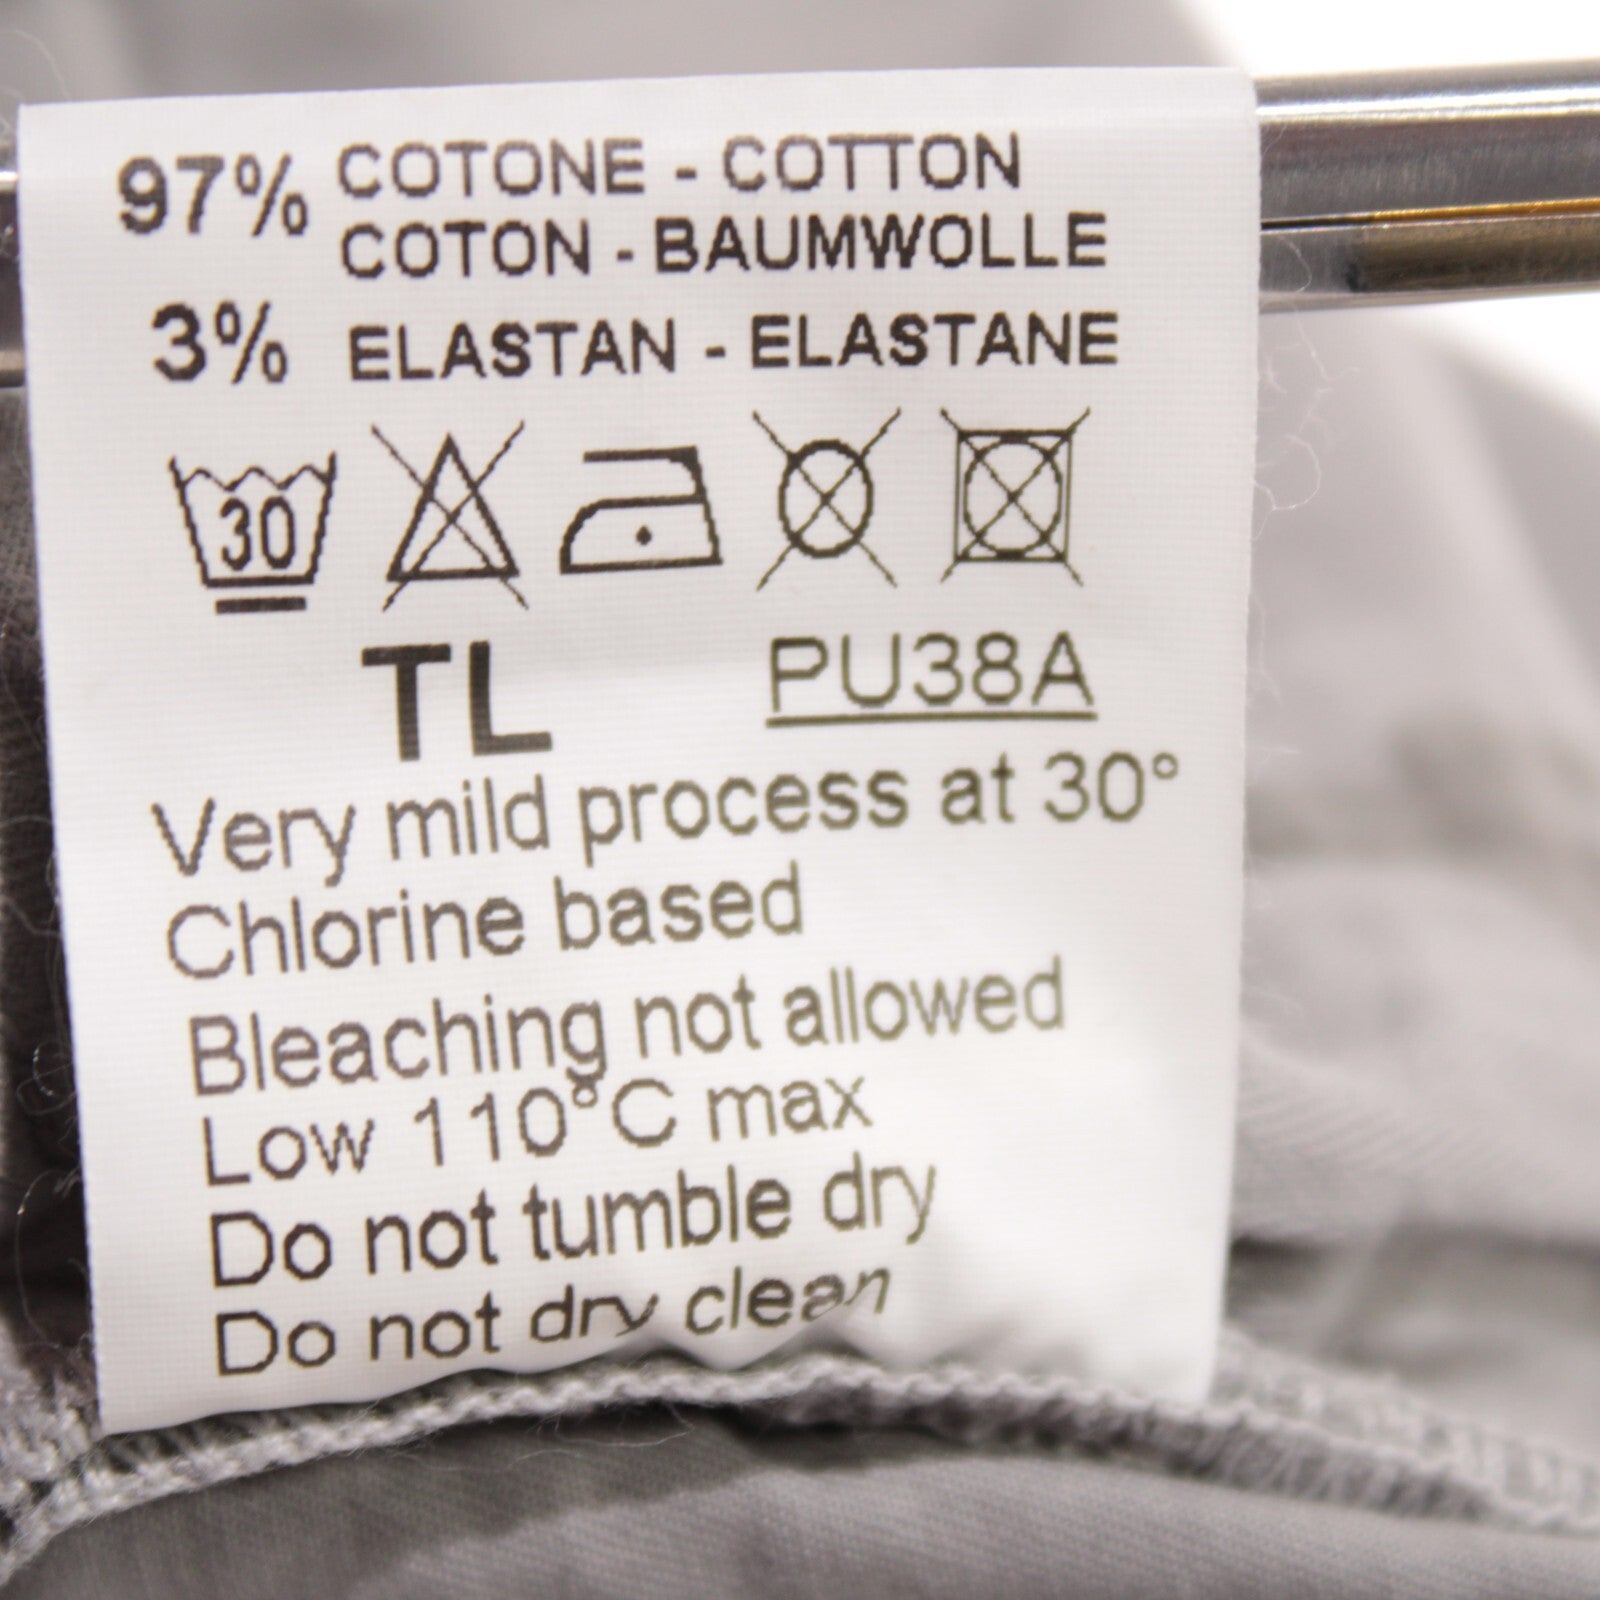 97% COTONE - COTTON
COTON - BAUMWOLLE
3% ELASTAN - ELASTANE
30
TL PU38A
Very mild process at 30°
Chlorine based
Bleaching not allowed
Low 110°C max
Do not tumble dry
Do not dry clean